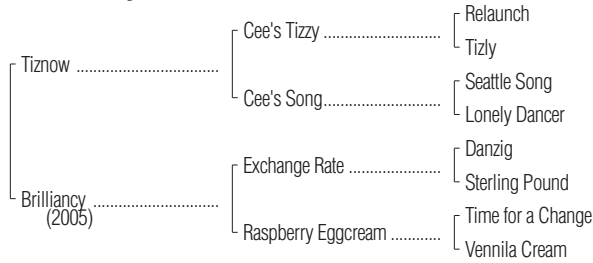 Relaunch
Cee's Tizzy ..............................
Tizly
Tiznow ....................................
Seattle Song
Cee's Song..............................
Lonely Dancer
Danzig
Exchange Rate .......................
Sterling Pound
Brilliancy ................................
(2005)
Time for a Change
Raspberry Eggcream ............
Vennila Cream